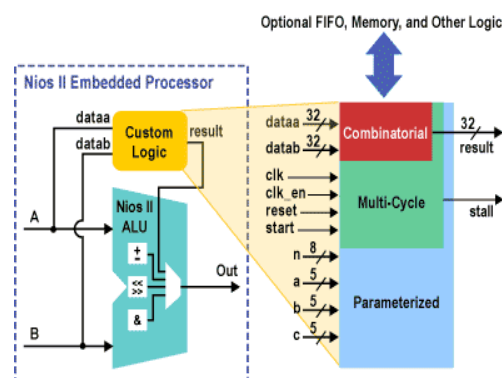 Optional FIFO, Memory, and Other Logic
Nios II Embedded Processor
dataa
datab
Custom
Logic
result
A
Nios II
ALU
+
−
<<
>>
&
Out
B
dataa
32
datab
32
clk
clk_en
reset
start
n
8
a
5
b
5
c
5
Combinatorial
Multi-Cycle
Parameterized
32
result
stall